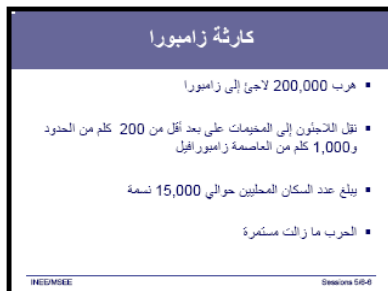 كارثة زامبورا
هرب 200,000 لاجئ إلى زامبورا
نقل اللاجئون إلى المخيمات على بعد أقل من 200 كلم من الحدود
و1,000 كلم من العاصمة زامبورافيل
يبلغ عدد السكان المحليين حوالي 15,000 نسمة
الحرب ما زالت مستمرة
INEE/MSEE
Sessions 5/6-6